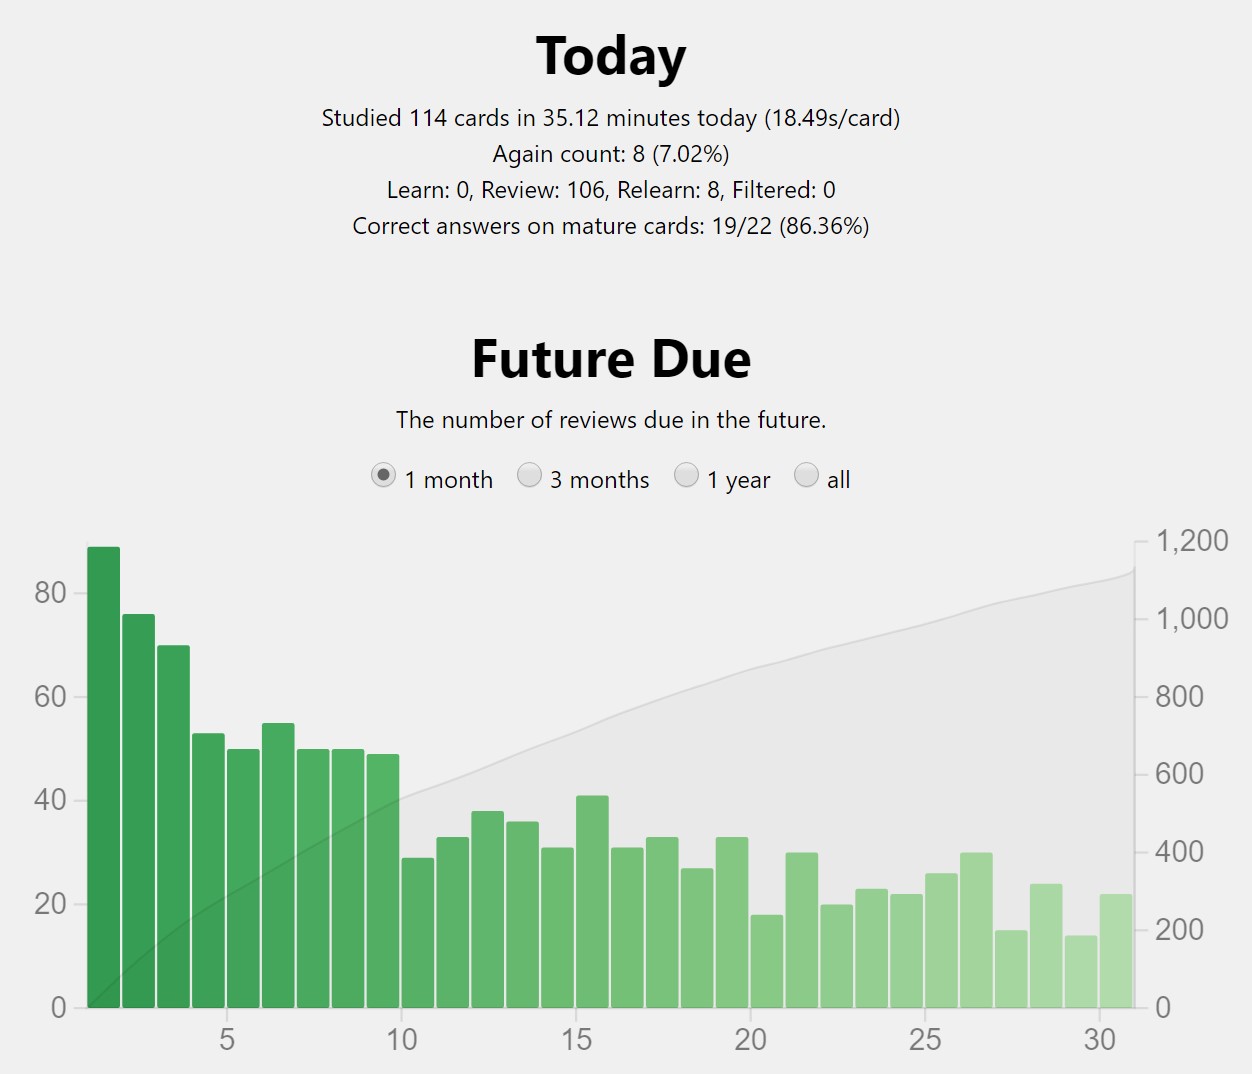 Today
Studied 114 cards in 35.12 minutes today (18.49s/card)
Again count: 8 (7.02%)
Learn: 0, Review: 106, Relearn: 8, Filtered: 0
Correct answers on mature cards: 19/22 (86.36%)
Future Due
The number of reviews due in the future.
1 month 3 months 1 year all
1,200
80
1,000
60 800
600
40
400
20
200
0 0
5 10 15 20 25 30